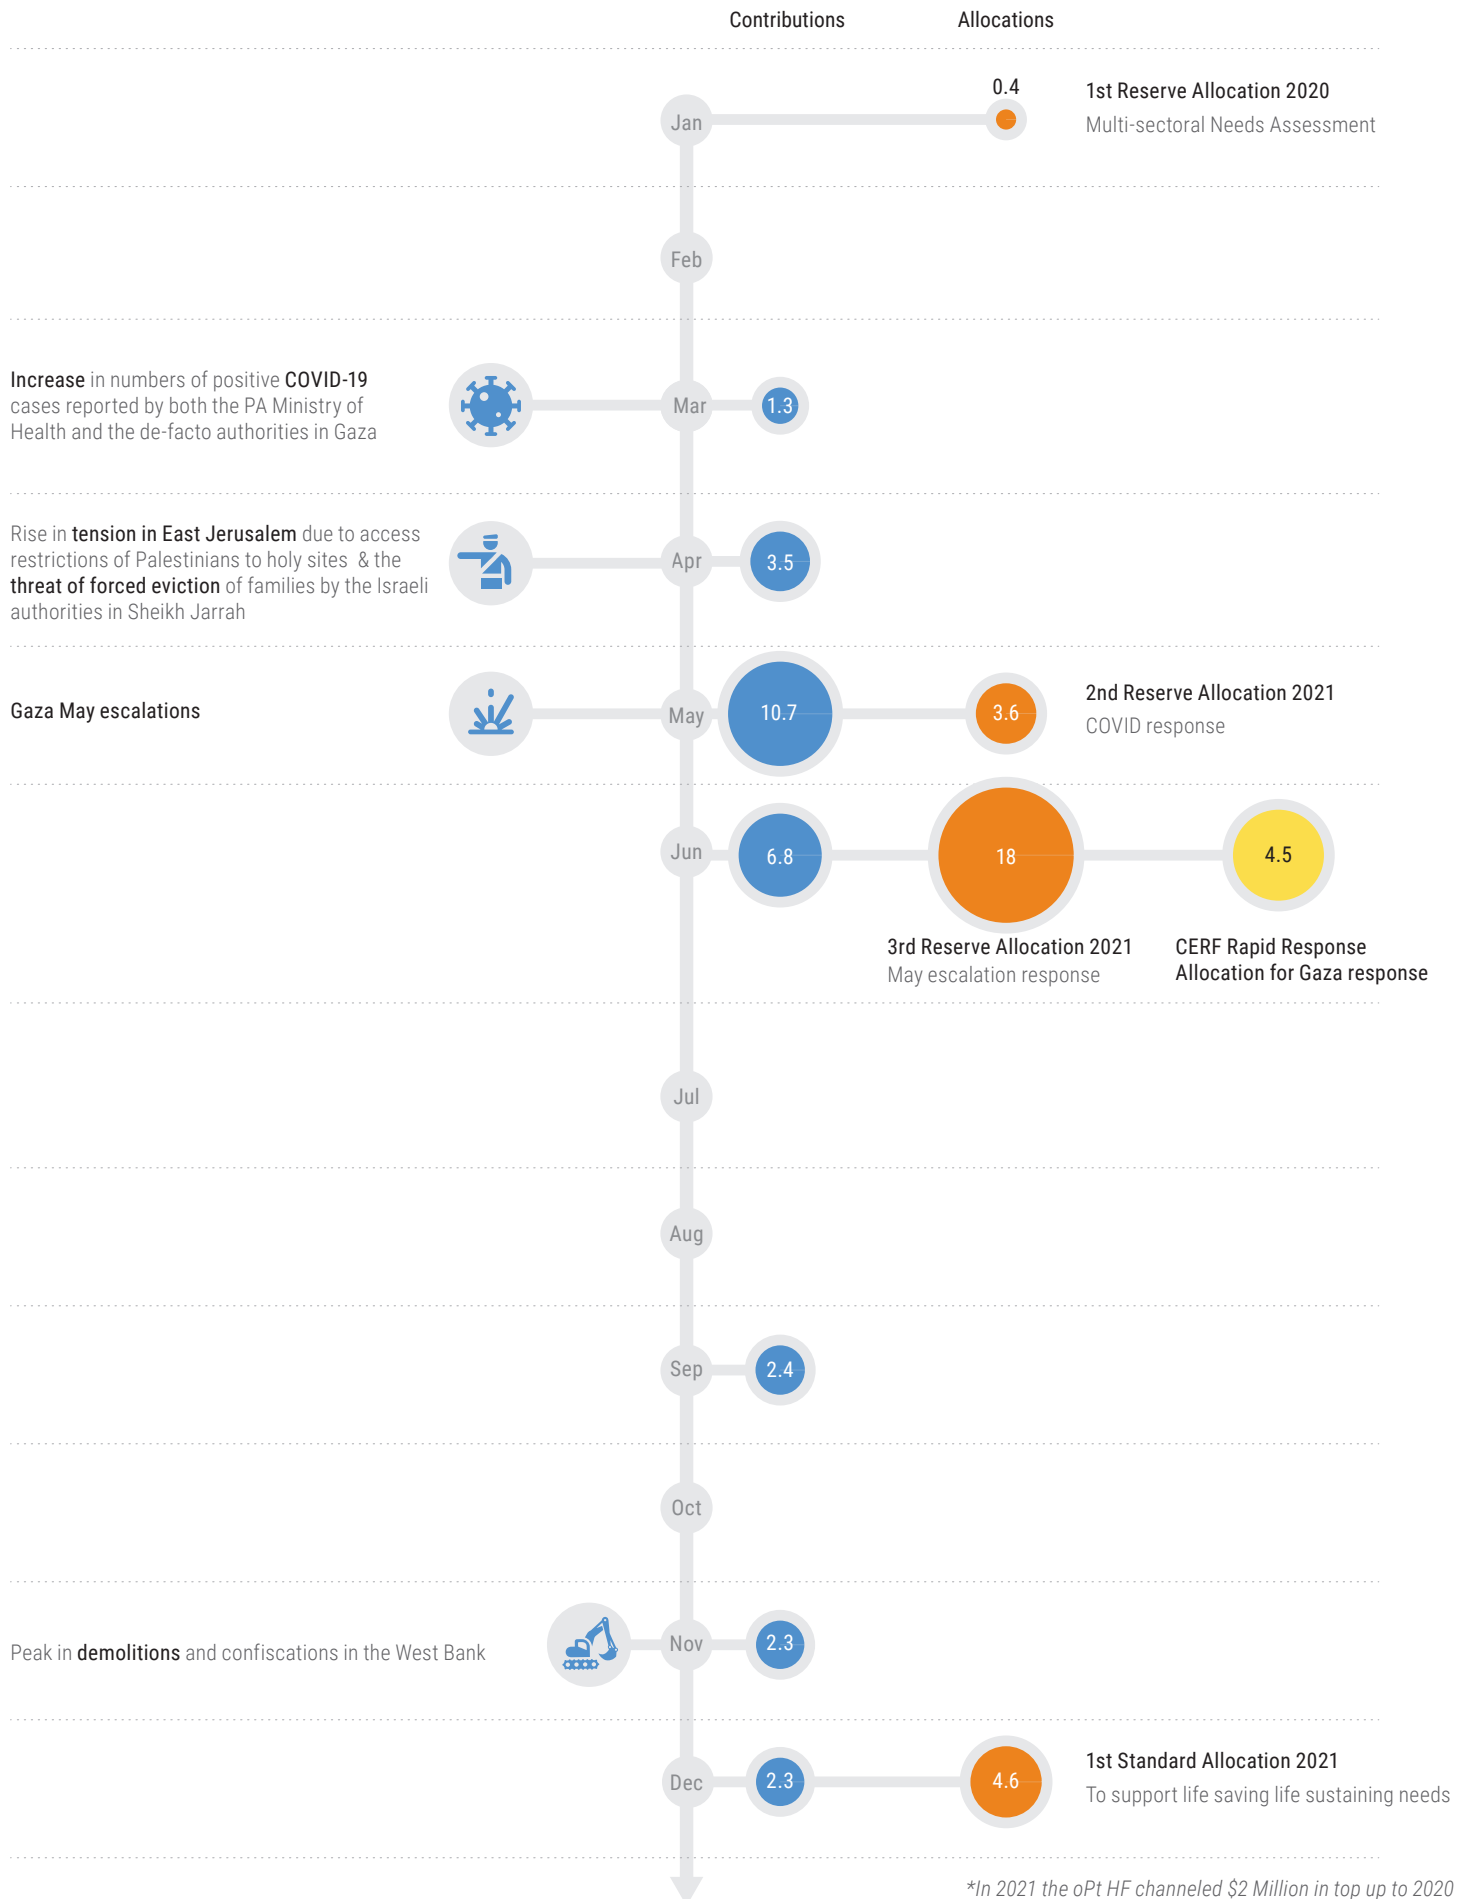 Contributions
Allocations
0.4
1st Reserve Allocation 2020
Jan
Multi-sectoral Needs Assessment
Feb
Increase in numbers of positive COVID-19
cases reported by both the PA Ministry of
Health and the de-facto authorities in Gaza
Mar
1.3
Rise in tension in East Jerusalem due to access
restrictions of Palestinians to holy sites & the
threat of forced eviction of families by the Israeli
authorities in Sheikh Jarrah
Apr
3.5
Gaza May escalations
May
10.7
3.6
2nd Reserve Allocation 2021
COVID response
Jun
6.8
18
4.5
3rd Reserve Allocation 2021
May escalation response
CERF Rapid Response
Allocation for Gaza response
Jul
Aug
Sep
2.4
Oct
Peak in demolitions and confiscations in the West Bank
Nov
2.3
Dec
2.3
4.6
1st Standard Allocation 2021
To support life saving life sustaining needs
*In 2021 the oPt HF channeled $2 Million in top up to 2020